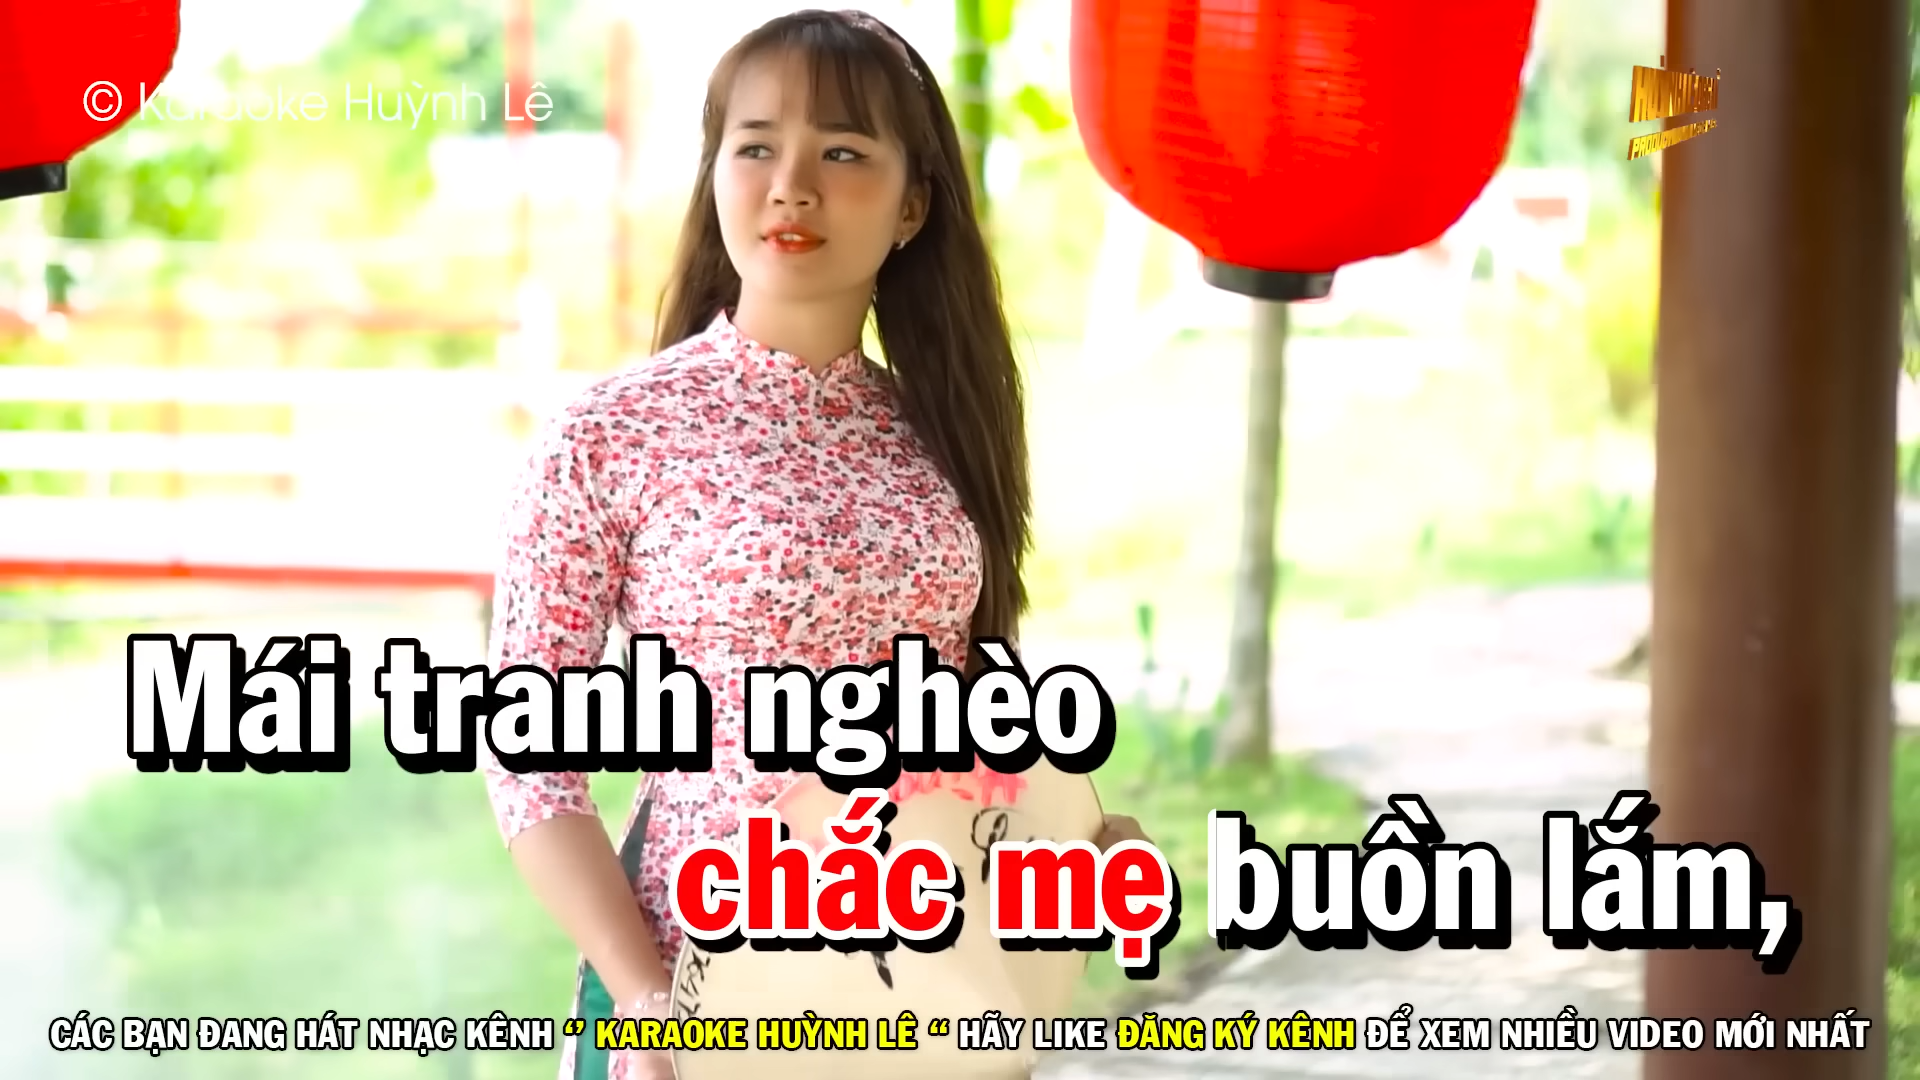 © Karaoke Huỳnh Lê
Mái tranh nghèo
chắc mẹ buồn lắm,
CÁC BẠN ĐANG HÁT NHẠC KÊNH “ KARAOKE HUỲNH LÊ “ HÃY LIKE ĐĂNG KÝ KÊNH ĐỂ XEM NHIỀU VIDEO MỚI NHẤT